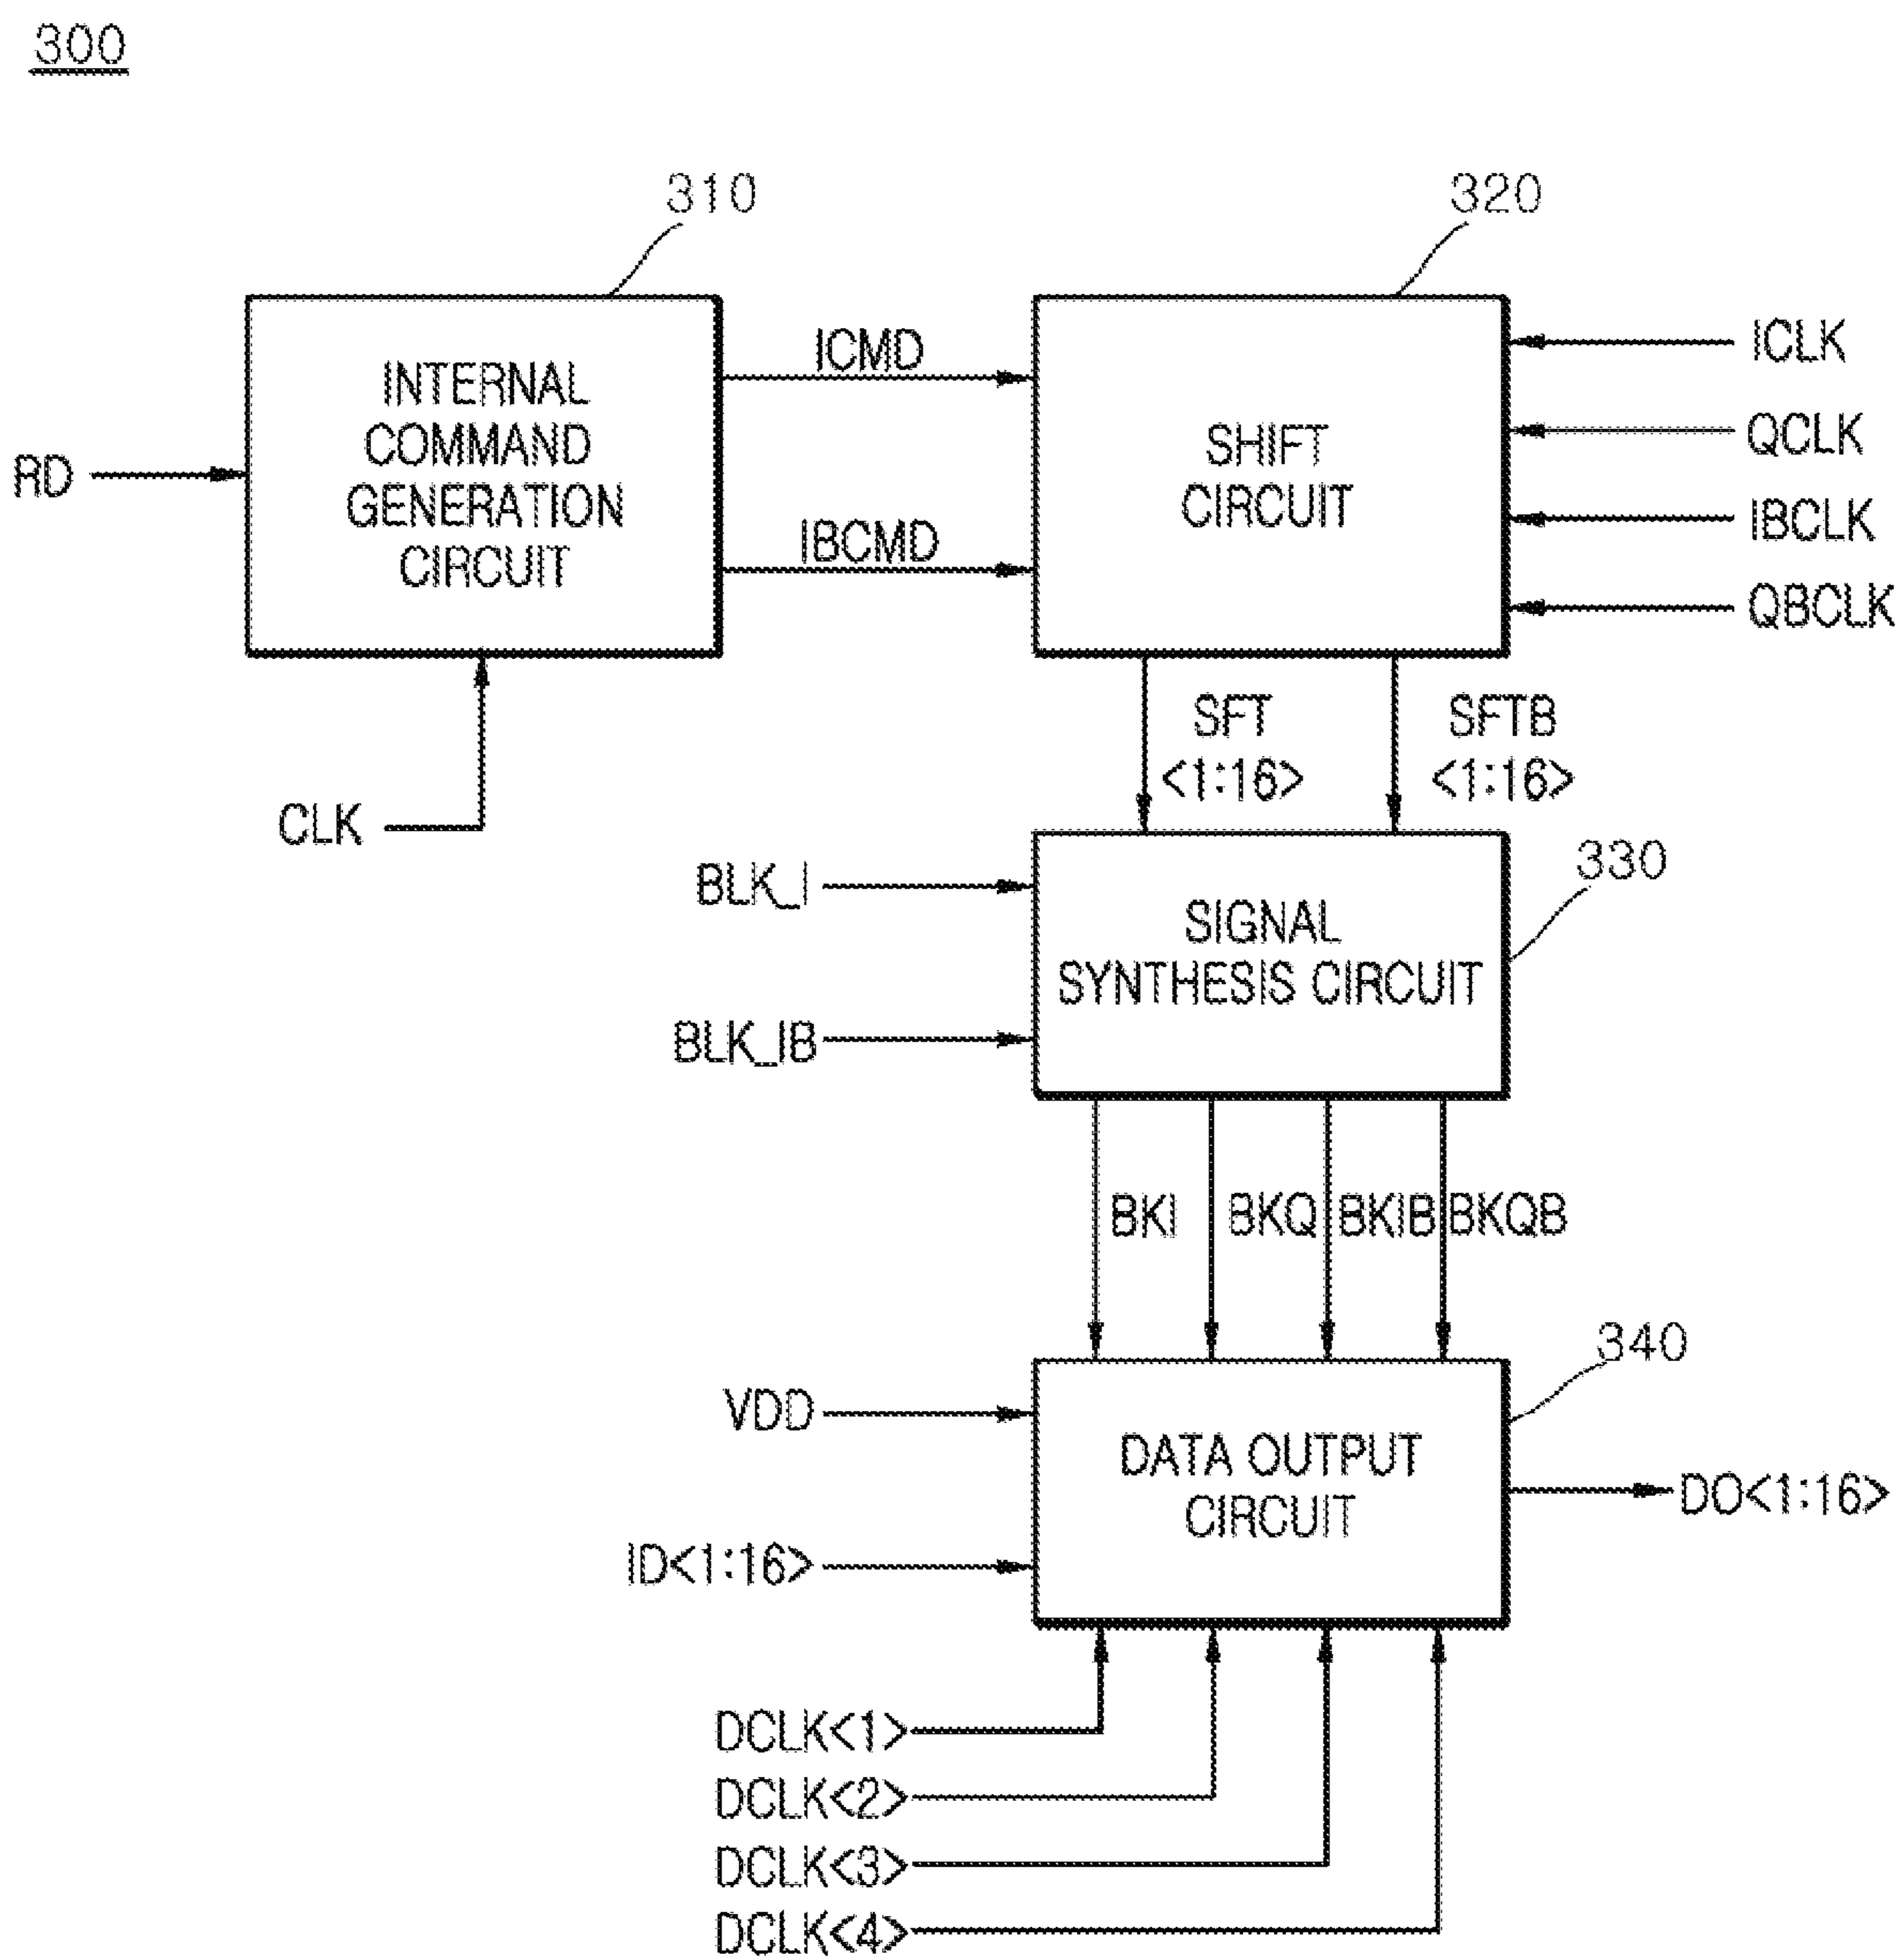 300
310
320
INTERNAL
COMMAND
GENERATION
CIRCUIT
RD
CLK
ICMD
IBCMD
SHIFT
CIRCUIT
ICLK
QCLK
IBCLK
QBCLK
SFT
<1:16>
SFTB
<1:16>
330
BLK_I
BLK_IB
SIGNAL
SYNTHESIS CIRCUIT
BKI
BKQ
BKIB
BKQB
340
VDD
ID<1:16>
DATA OUTPUT
CIRCUIT
DO<1:16>
DCLK<1>
DCLK<2>
DCLK<3>
DCLK<4>